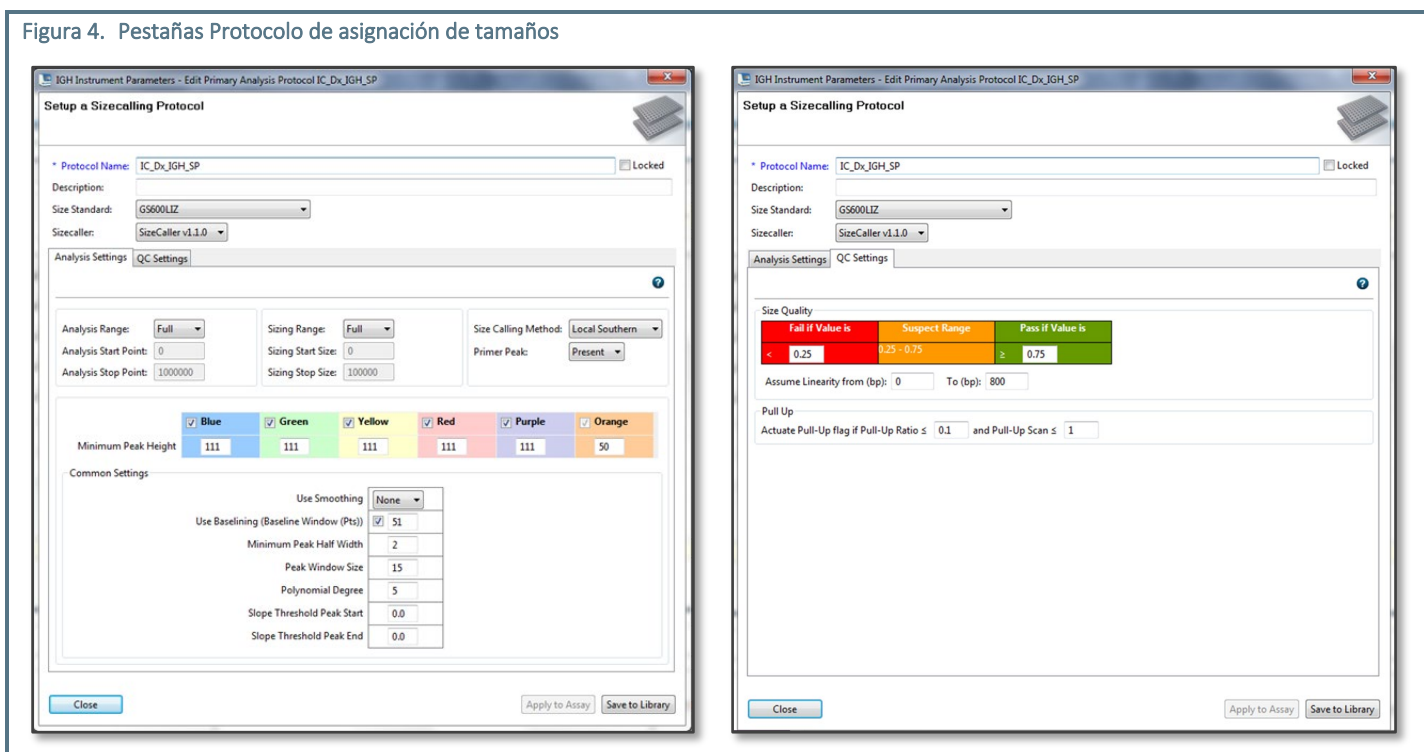 Figura 4. Pestañas Protocolo de asignación de tamaños
IGH Instrument Parameters - Edit Primary Analysis Protocol IC_Dx_IGH_SP
Setup a Sizecalling Protocol
* Protocol Name: IC_Dx_IGH_SP Locked
Description:
Size Standard: GS600LIZ
Sizecaller: SizeCaller v1.1.0
Analysis Settings QC Settings
Analysis Range: Full Sizing Range: Full Size Calling Method: Local Southern
Analysis Start Point: 0 Sizing Start Size: 0 Primer Peak: Present
Analysis Stop Point: 1000000 Sizing Stop Size: 100000
Blue Green Yellow Red Purple Orange
Minimum Peak Height 111 111 111 111 111 50
Common Settings
Use Smoothing None
Use Baselining (Baseline Window (Pts)) 51
Minimum Peak Half Width 2
Peak Window Size 15
Polynomial Degree 5
Slope Threshold Peak Start 0.0
Slope Threshold Peak End 0.0
Close Apply to Assay Save to Library
IGH Instrument Parameters - Edit Primary Analysis Protocol IC_Dx_IGH_SP
Setup a Sizecalling Protocol
* Protocol Name: IC_Dx_IGH_SP Locked
Description:
Size Standard: GS600LIZ
Sizecaller: SizeCaller v1.1.0
Analysis Settings QC Settings
Size Quality
Fail if Value is Suspect Range Pass if Value is
< 0.25 0.25 - 0.75 ≥ 0.75
Assume Linearity from (bp): 0 To (bp): 800
Pull Up
Actuate Pull-Up flag if Pull-Up Ratio ≤ 0.1 and Pull-Up Scan ≤ 1
Close Apply to Assay Save to Library